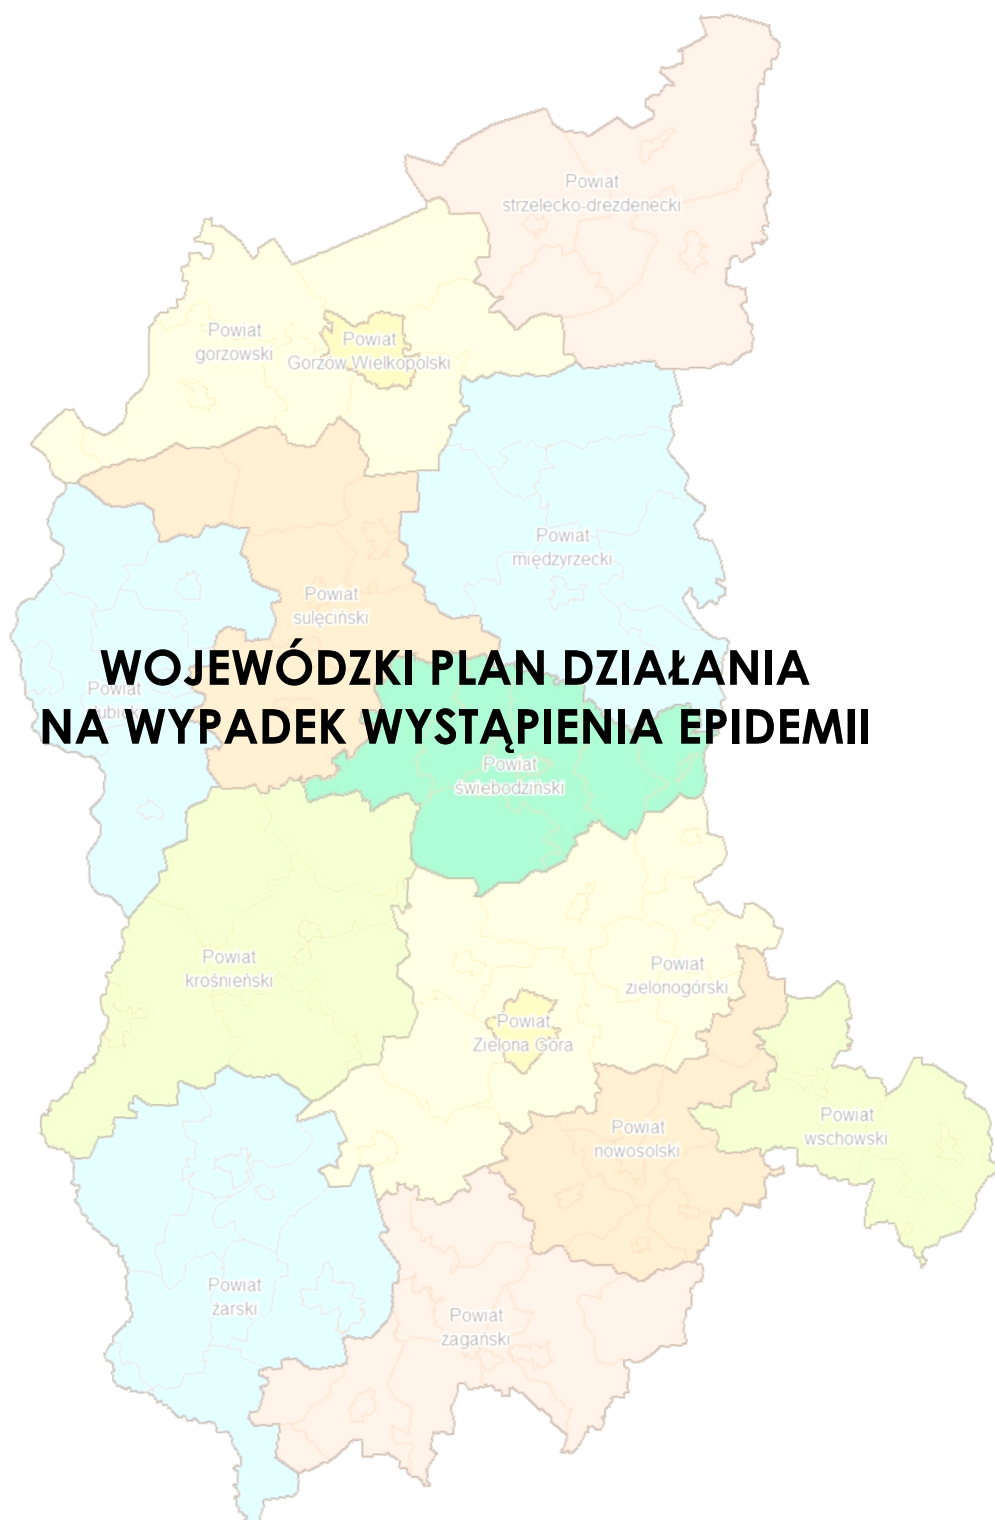 Powiat
strzelecko-drezdenecki
Powiat
gorzowski
Powiat
Gorzów Wielkopolski
Powiat
międzyrzecki
Powiat
sulęciński
WOJEWÓDZKI PLAN DZIAŁANIA
Powiat
NA WYPADEK WYSTĄPIENIA EPIDEMII
Powiat
świebodziński
Powiat
krośnieński
Powiat
zielonogórski
Powiat
Zielona Góra
Powiat
nowosolski
Powiat
wschowski
Powiat
żarski
Powiat
żagański